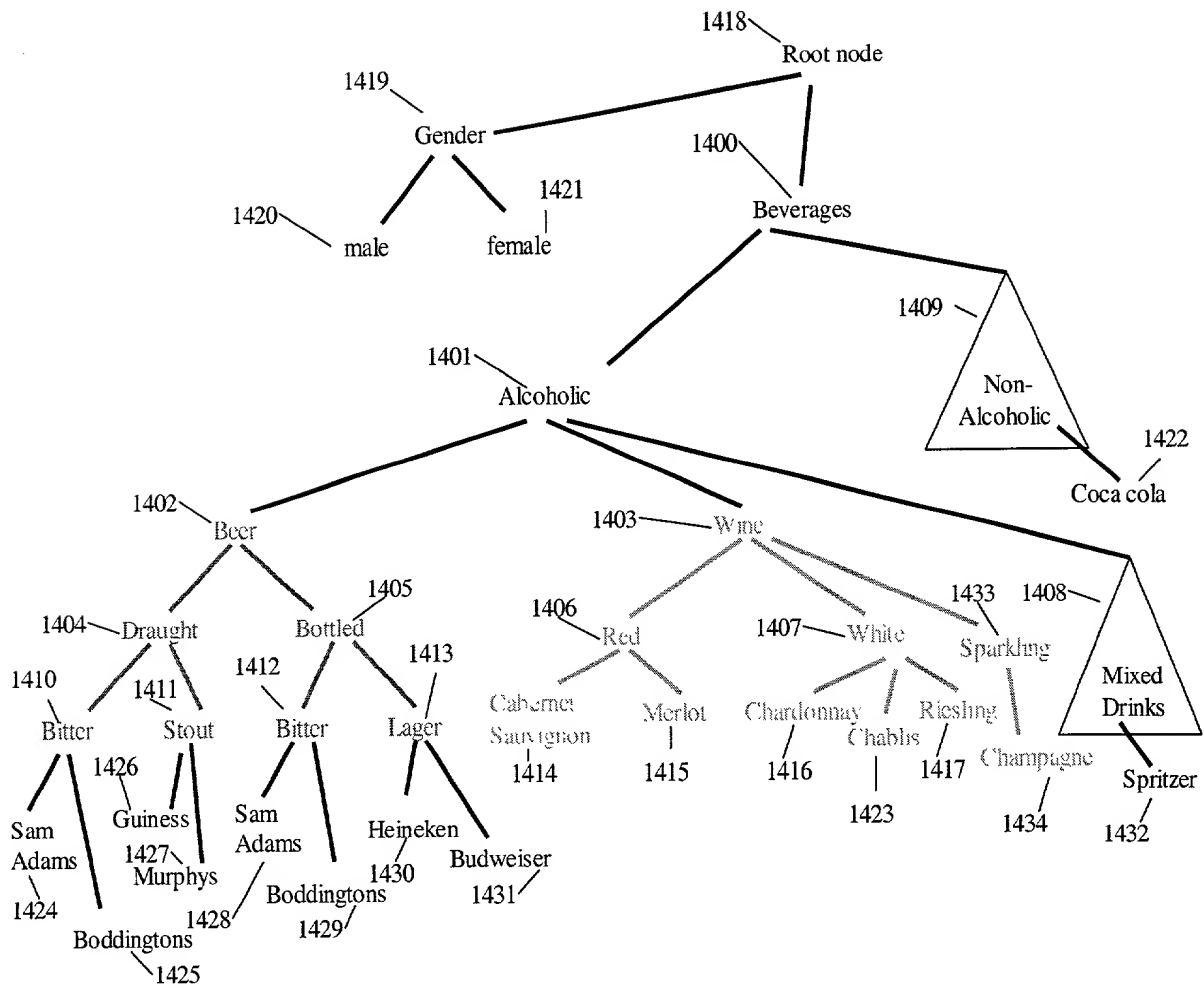 1418
Root node
1419
Gender
1400
1420
1421
male
female
Beverages
1409
1401
Alcoholic
Non-
Alcoholic
1422
Coca cola
1402
Beer
1403
Wine
1404
Draught
1405
Bottled
1406
Red
1407
White
1433
Sparkling
1408
Mixed
Drinks
1410
Bitter
1411
Stout
1412
Bitter
1413
Lager
Cabernet
Sauvignon
1414
Merlot
1415
Chardonnay
1416
Chablis
1423
Riesling
1417
Champagne
1434
Spritzer
1432
1426
Guiness
Sam
Adams
1424
1427
Murphys
Sam
Adams
1428
Heineken
1430
Budweiser
1431
Boddingtons
1429
Boddingtons
1425